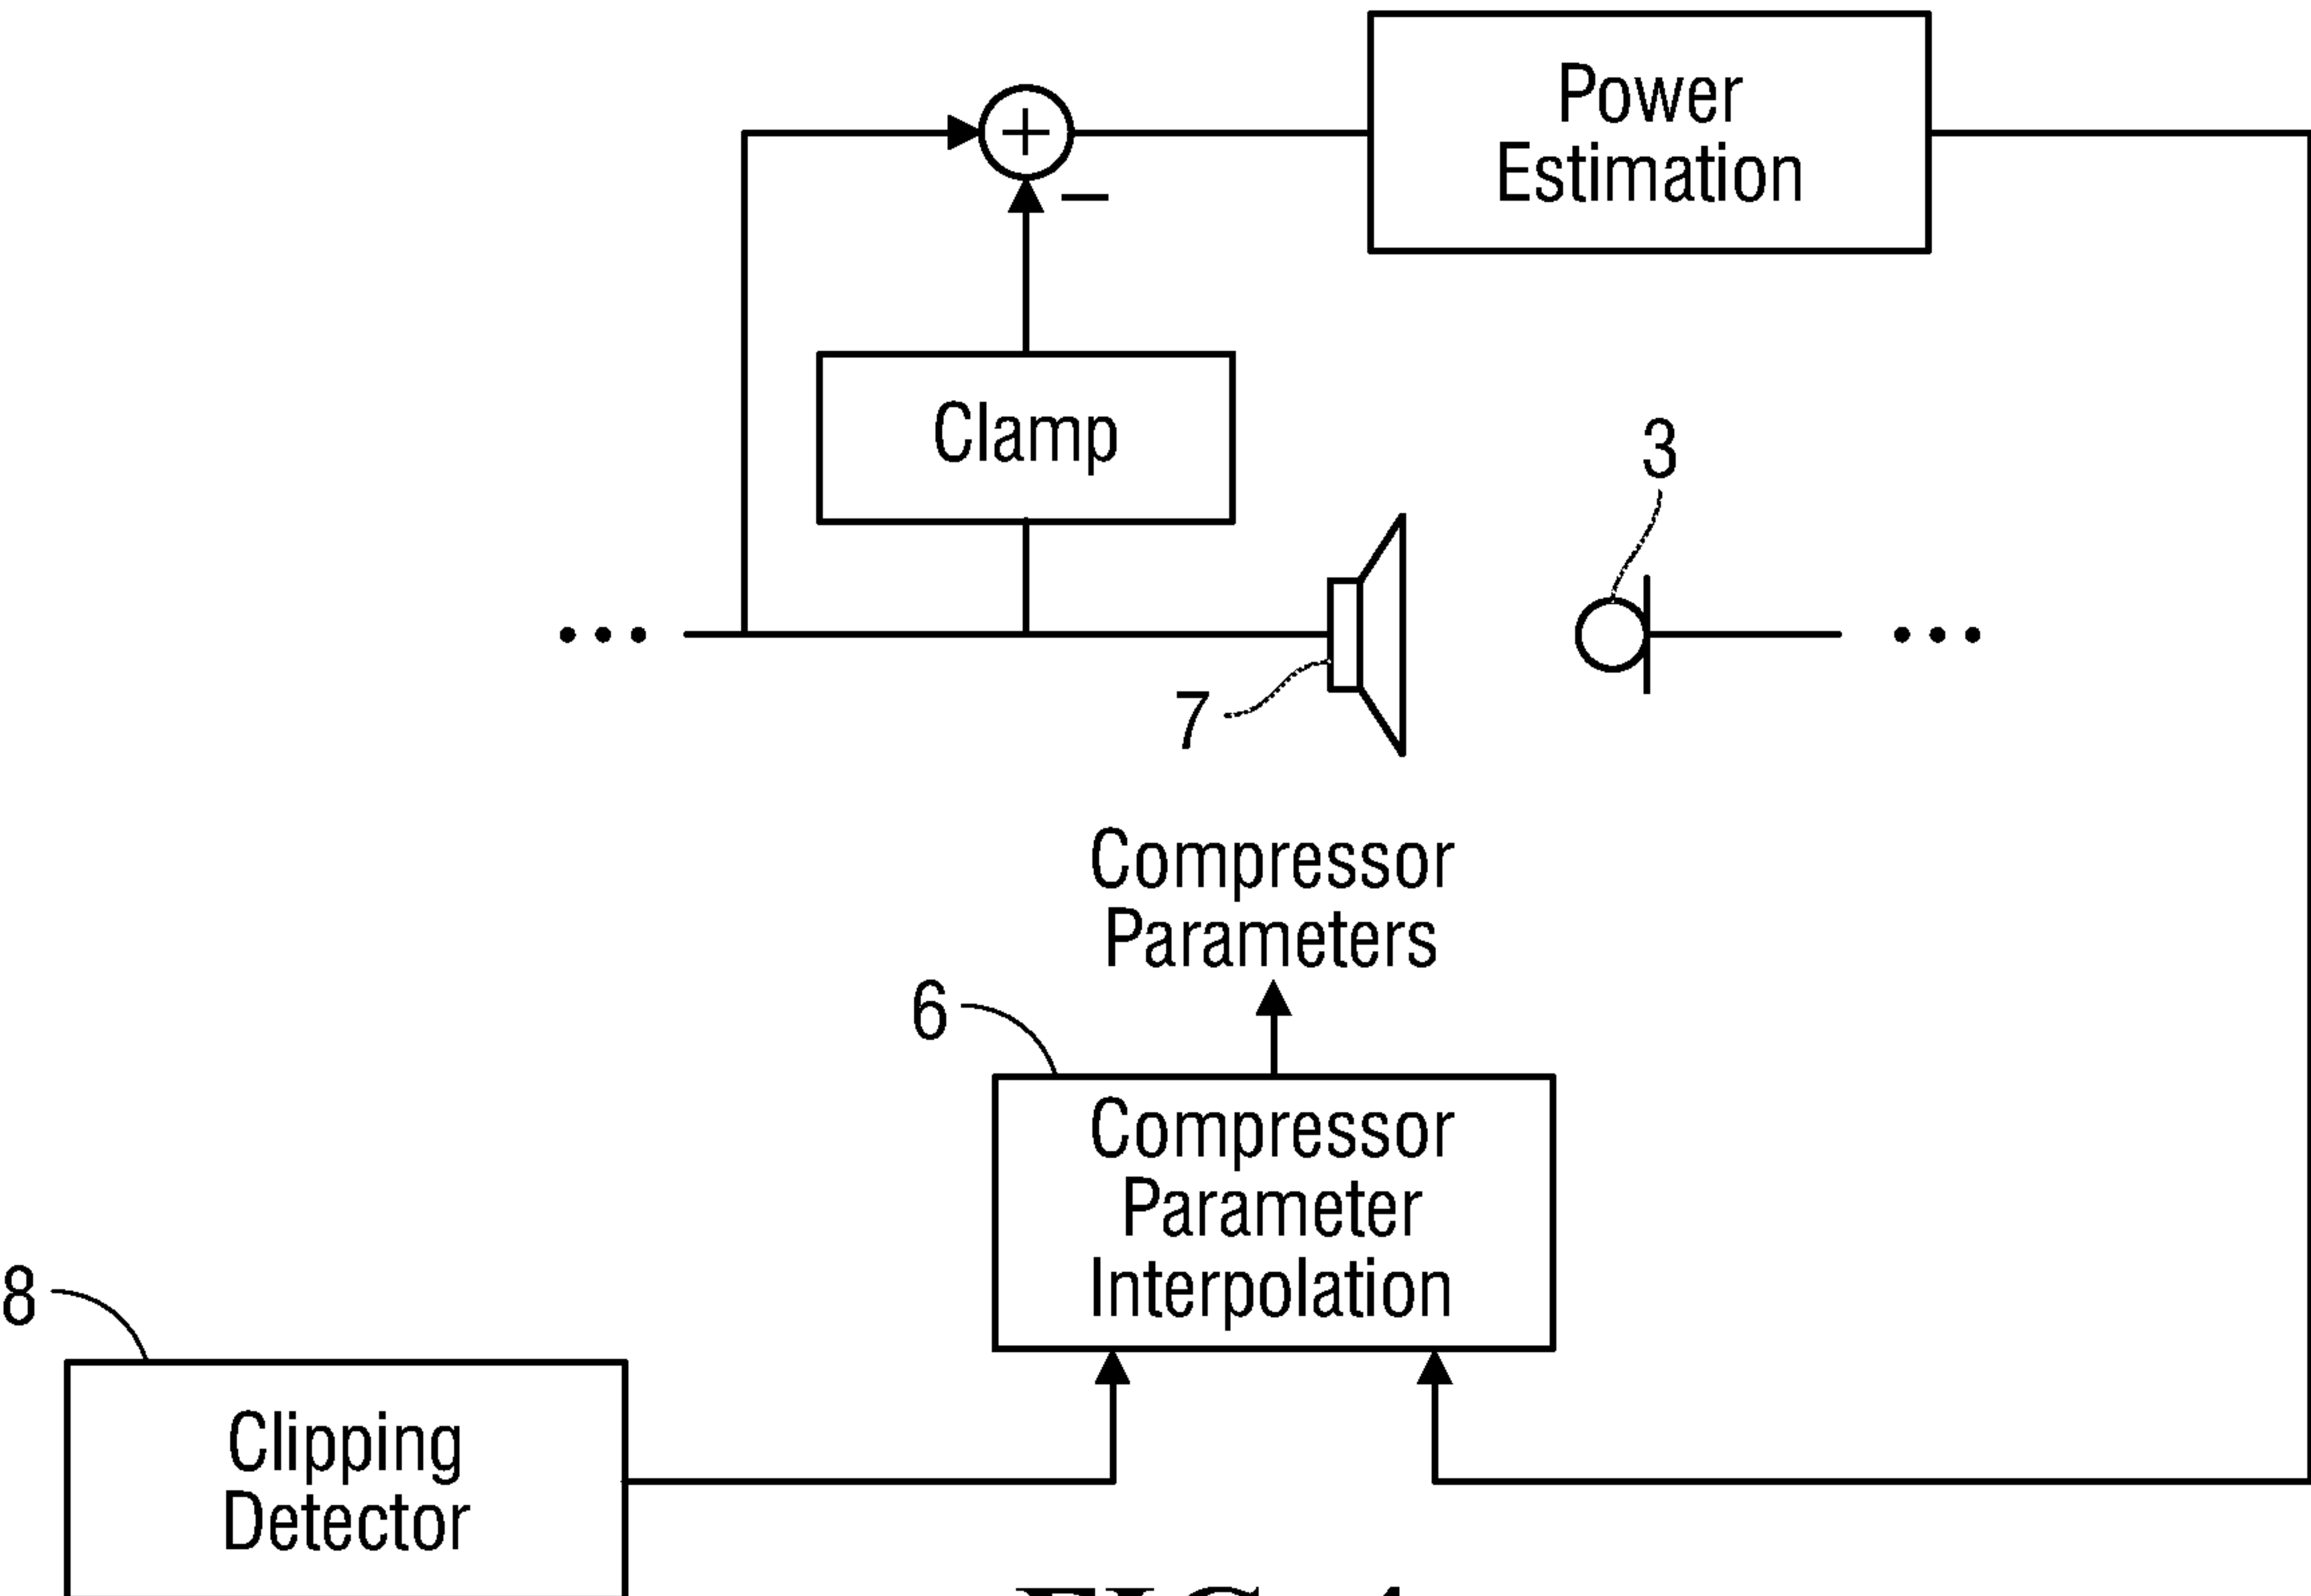 Power
Estimation
+
−
Clamp
3
7
Compressor
Parameters
6
Compressor
Parameter
Interpolation
8
Clipping
Detector